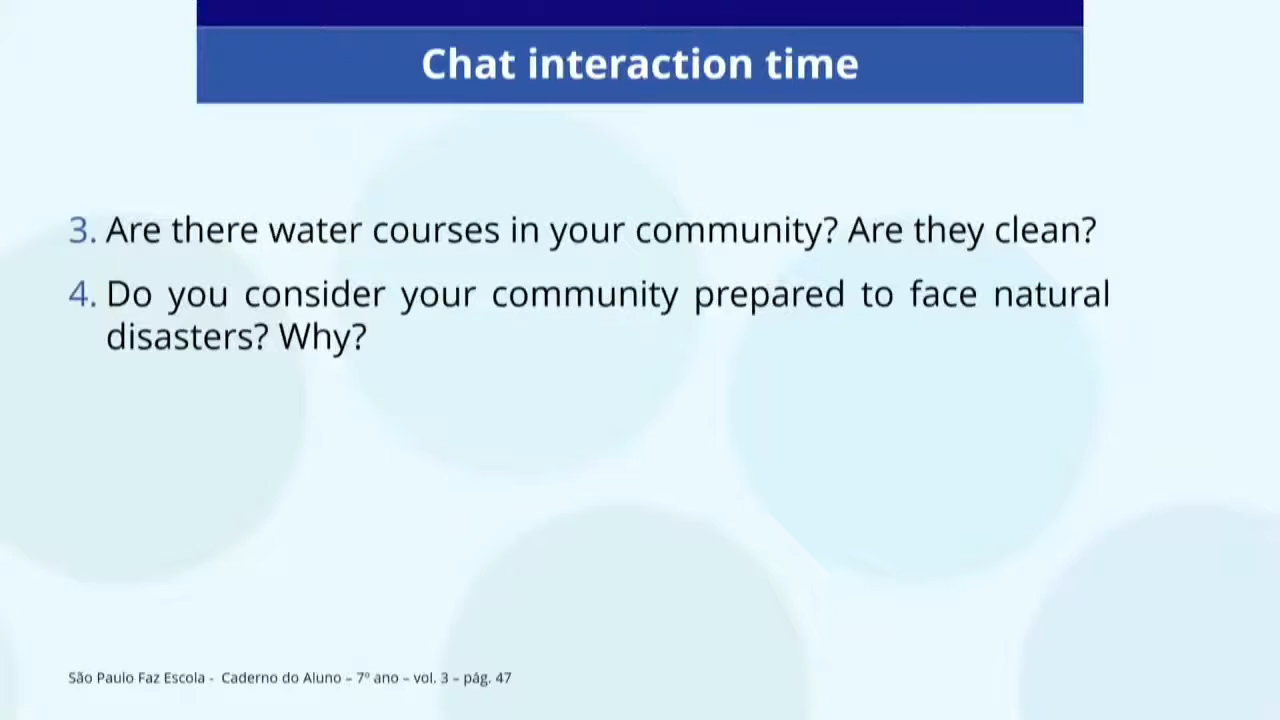 Chat interaction time
3. Are there water courses in your community? Are they clean?
4. Do you consider your community prepared to face natural
disasters? Why?
São Paulo Faz Escola - Caderno do Aluno – 7º ano – vol. 3 – pág. 47